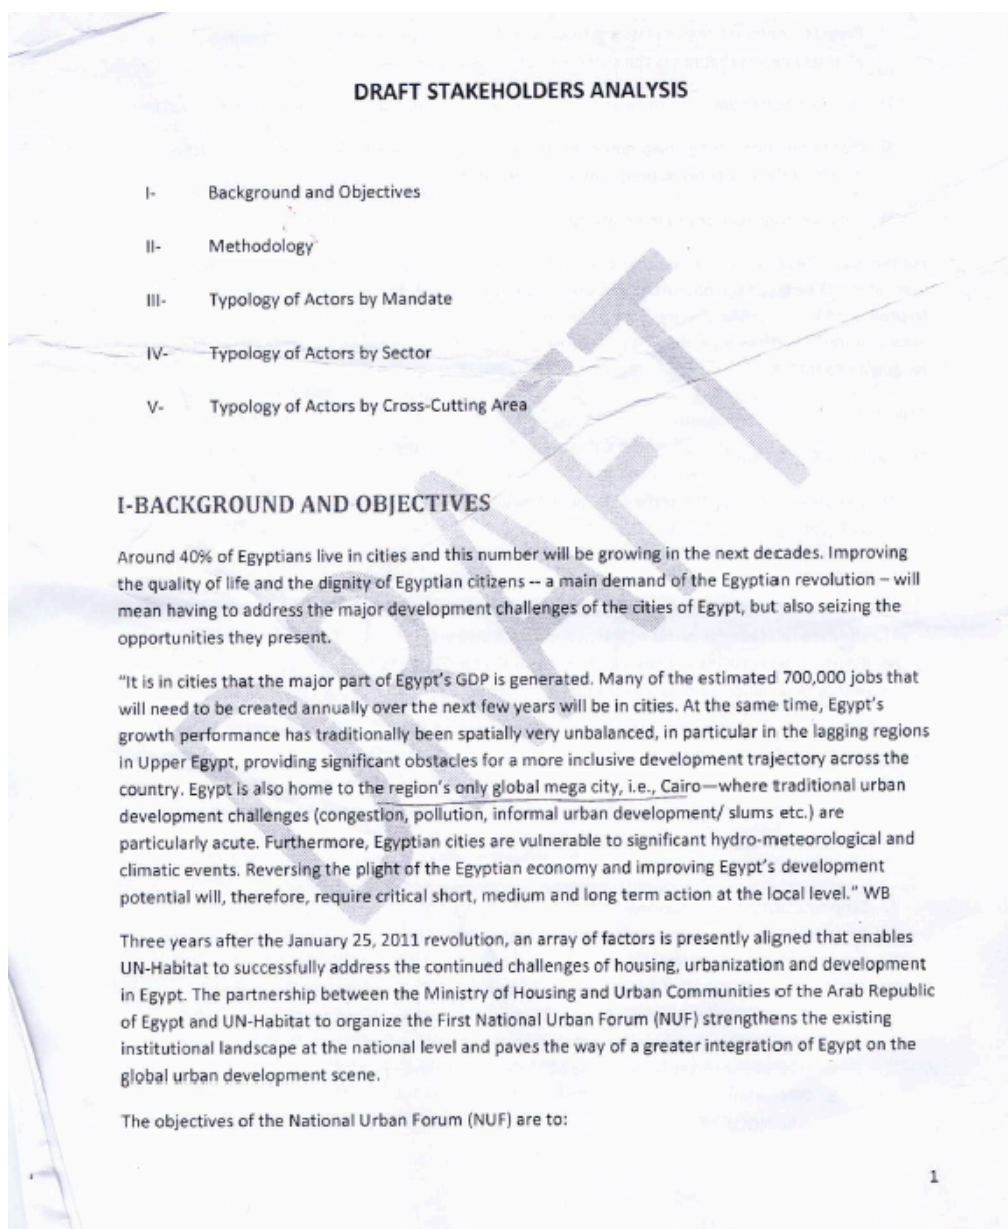 DRAFT STAKEHOLDERS ANALYSIS
I- Background and Objectives
II- Methodology
III- Typology of Actors by Mandate
IV- Typology of Actors by Sector
V- Typology of Actors by Cross-Cutting Area
DRAFT
I-BACKGROUND AND OBJECTIVES
Around 40% of Egyptians live in cities and this number will be growing in the next decades. Improving
the quality of life and the dignity of Egyptian citizens -- a main demand of the Egyptian revolution – will
mean having to address the major development challenges of the cities of Egypt, but also seizing the
opportunities they present.
“It is in cities that the major part of Egypt’s GDP is generated. Many of the estimated 700,000 jobs that
will need to be created annually over the next few years will be in cities. At the same time, Egypt’s
growth performance has traditionally been spatially very unbalanced, in particular in the lagging regions
in Upper Egypt, providing significant obstacles for a more inclusive development trajectory across the
country. Egypt is also home to the region’s only global mega city, i.e., Cairo—where traditional urban
development challenges (congestion, pollution, informal urban development/ slums etc.) are
particularly acute. Furthermore, Egyptian cities are vulnerable to significant hydro-meteorological and
climatic events. Reversing the plight of the Egyptian economy and improving Egypt’s development
potential will, therefore, require critical short, medium and long term action at the local level.” WB
Three years after the January 25, 2011 revolution, an array of factors is presently aligned that enables
UN-Habitat to successfully address the continued challenges of housing, urbanization and development
in Egypt. The partnership between the Ministry of Housing and Urban Communities of the Arab Republic
of Egypt and UN-Habitat to organize the First National Urban Forum (NUF) strengthens the existing
institutional landscape at the national level and paves the way of a greater integration of Egypt on the
global urban development scene.
The objectives of the National Urban Forum (NUF) are to:
1